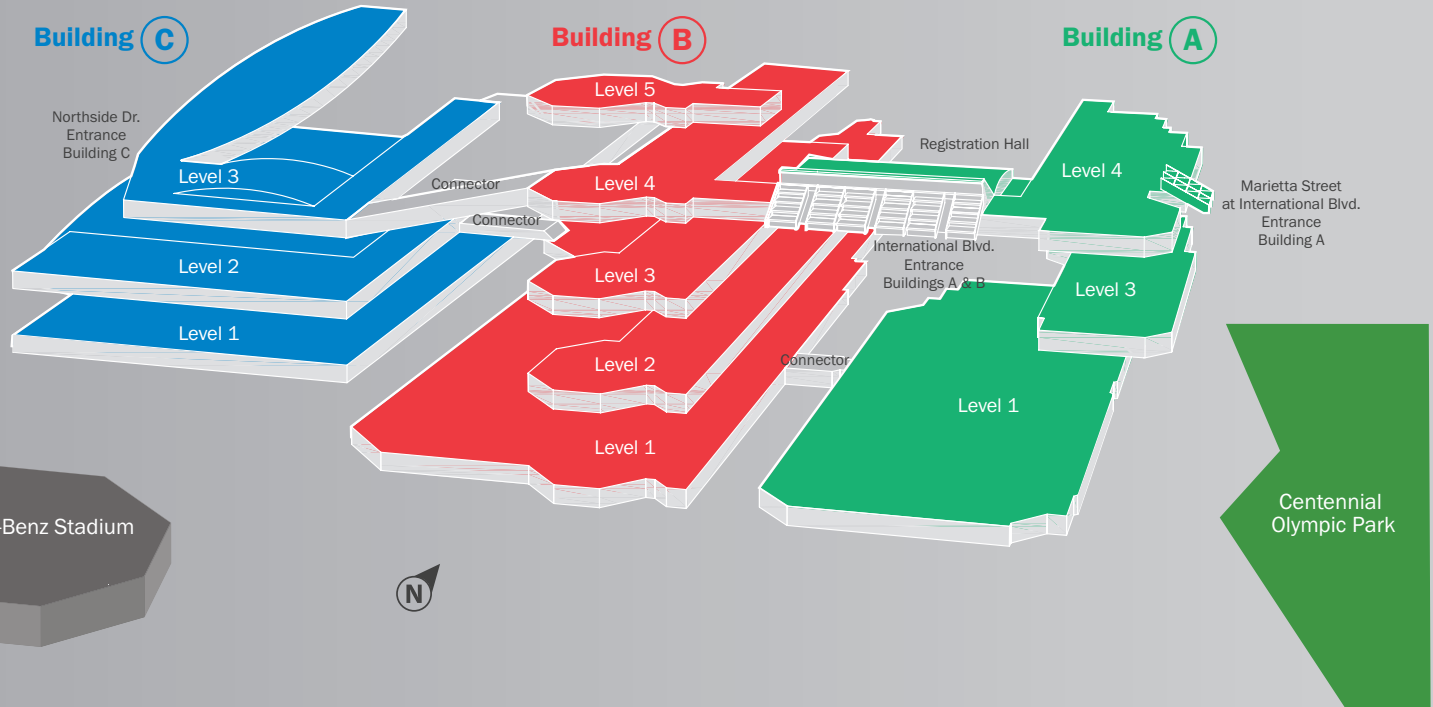 Building C
Building B
Building A
Northside Dr.
Entrance
Building C
Level 3
Level 2
Level 1
Connector
Connector
Level 5
Level 4
Level 3
Level 2
Level 1
Connector
Registration Hall
International Blvd.
Entrance
Buildings A & B
Level 4
Level 3
Level 1
Marietta Street
at International Blvd.
Entrance
Building A
-Benz Stadium
N
Centennial
Olympic Park